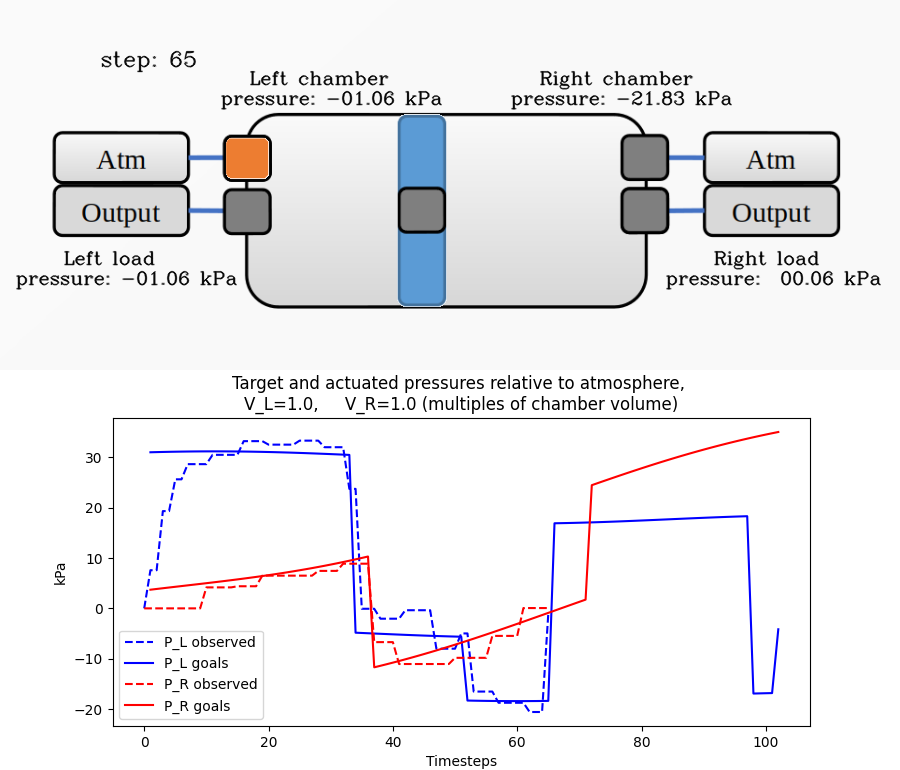 step: 65
Left chamber
pressure: −01.06 kPa
Right chamber
pressure: −21.83 kPa
Atm
Output
Atm
Output
Left load
pressure: −01.06 kPa
Right load
pressure: 00.06 kPa
Target and actuated pressures relative to atmosphere,
V_L=1.0, V_R=1.0 (multiples of chamber volume)
kPa
30
20
10
0
−10
−20
P_L observed
P_L goals
P_R observed
P_R goals
0 20 40 60 80 100
Timesteps